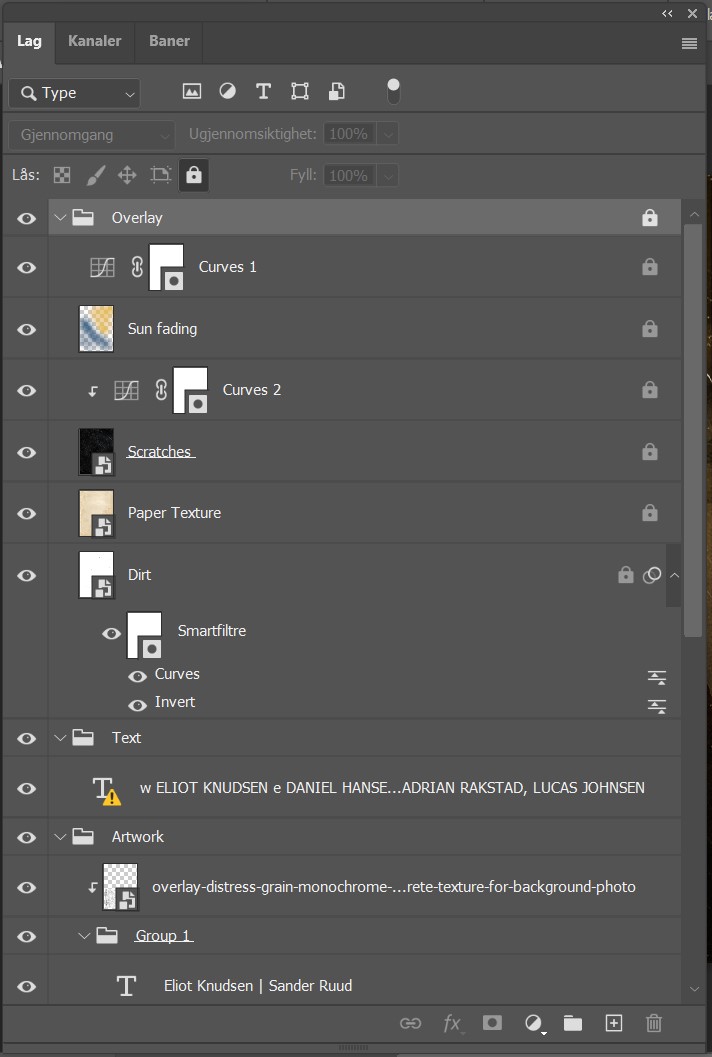 Lag Kanaler Baner
Type
Gjennomgang Ugjennomsiktighet: 100%
Lås: Fyll: 100%
Overlay
Curves 1
Sun fading
Curves 2
Scratches
Paper Texture
Dirt
Smartfiltre
Curves
Invert
Text
w ELIOT KNUDSEN e DANIEL HANSE...ADRIAN RAKSTAD, LUCAS JOHNSEN
Artwork
overlay-distress-grain-monochrome-...rete-texture-for-background-photo
Group 1
Eliot Knudsen | Sander Ruud
fx